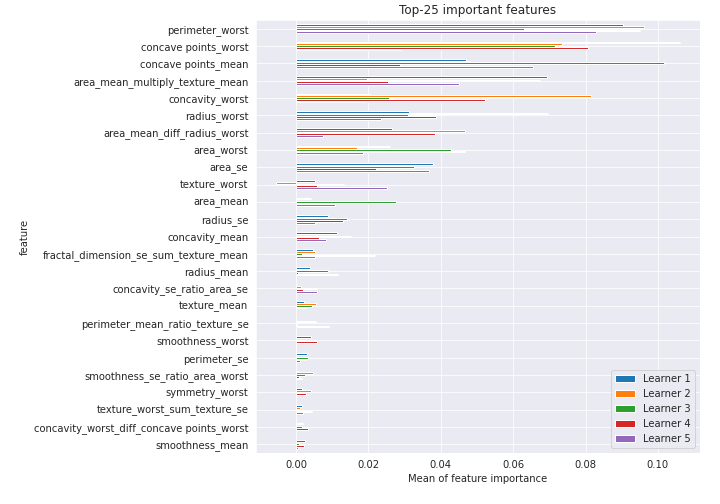 Top-25 important features
perimeter_worst
concave points_worst
concave points_mean
area_mean_multiply_texture_mean
concavity_worst
radius_worst
area_mean_diff_radius_worst
area_worst
area_se
texture_worst
area_mean
radius_se
concavity_mean
fractal_dimension_se_sum_texture_mean
radius_mean
concavity_se_ratio_area_se
texture_mean
perimeter_mean_ratio_texture_se
smoothness_worst
perimeter_se
smoothness_se_ratio_area_worst
symmetry_worst
texture_worst_sum_texture_se
concavity_worst_diff_concave points_worst
smoothness_mean
feature
Learner 1
Learner 2
Learner 3
Learner 4
Learner 5
0.00 0.02 0.04 0.06 0.08 0.10
Mean of feature importance